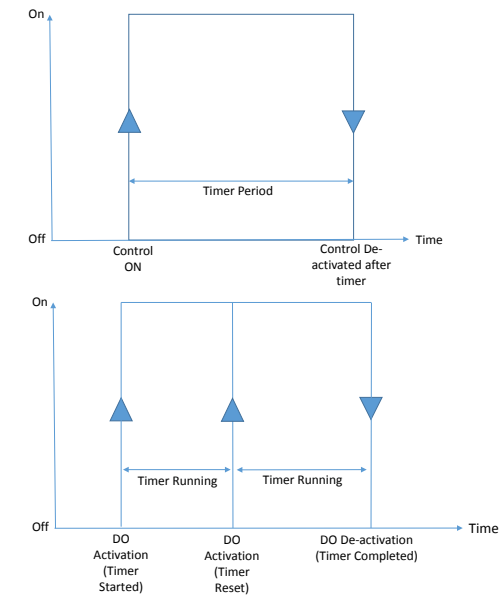 On
Timer Period
Off
Time
Control
ON
Control De-
activated after
timer
On
Timer Running
Timer Running
Off
Time
DO
Activation
(Timer
Started)
DO
Activation
(Timer
Reset)
DO De-activation
(Timer Completed)